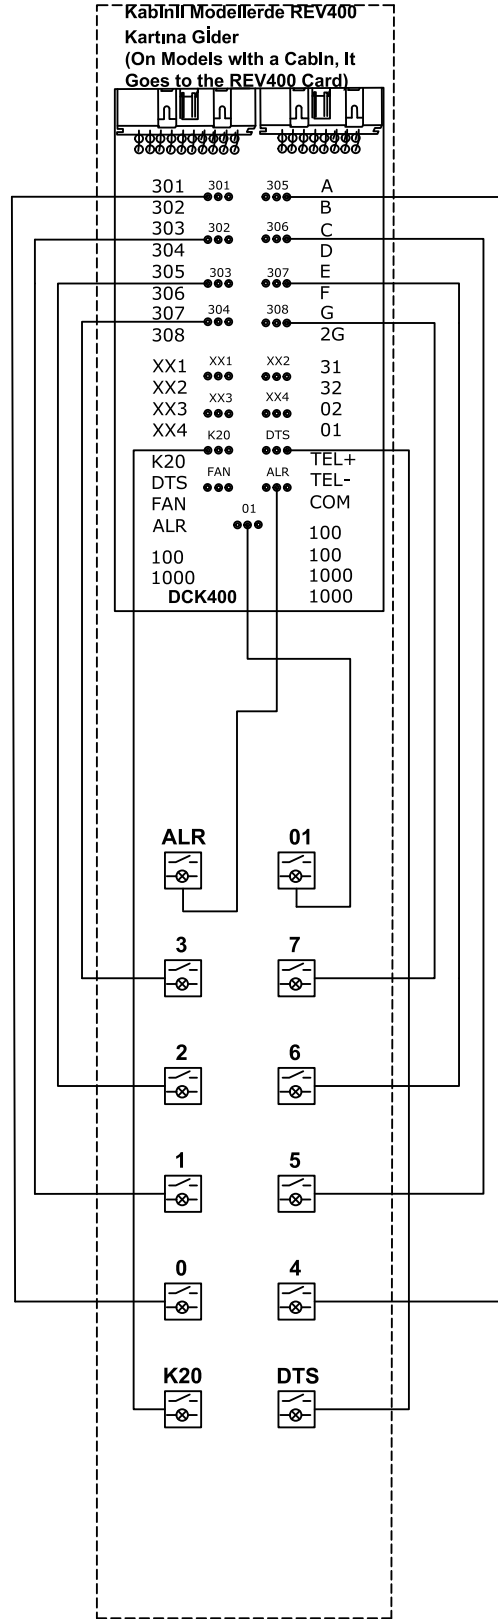 Kabinli Modellerde REV400
Kartına Gider
(On Models with a Cabin, It
Goes to the REV400 Card)
301 301 305 A
302 B
303 302 306 C
304 D
305 303 307 E
306 F
307 304 308 G
308 2G
XX1 XX1 XX2 31
XX2 32
XX3 XX3 XX4 02
XX4 01
K20 K20 DTS TEL+
DTS FAN ALR TEL-
FAN COM
ALR 01
100 100
1000 100
1000
DCK400 1000
ALR 01
3 7
2 6
1 5
0 4
K20 DTS